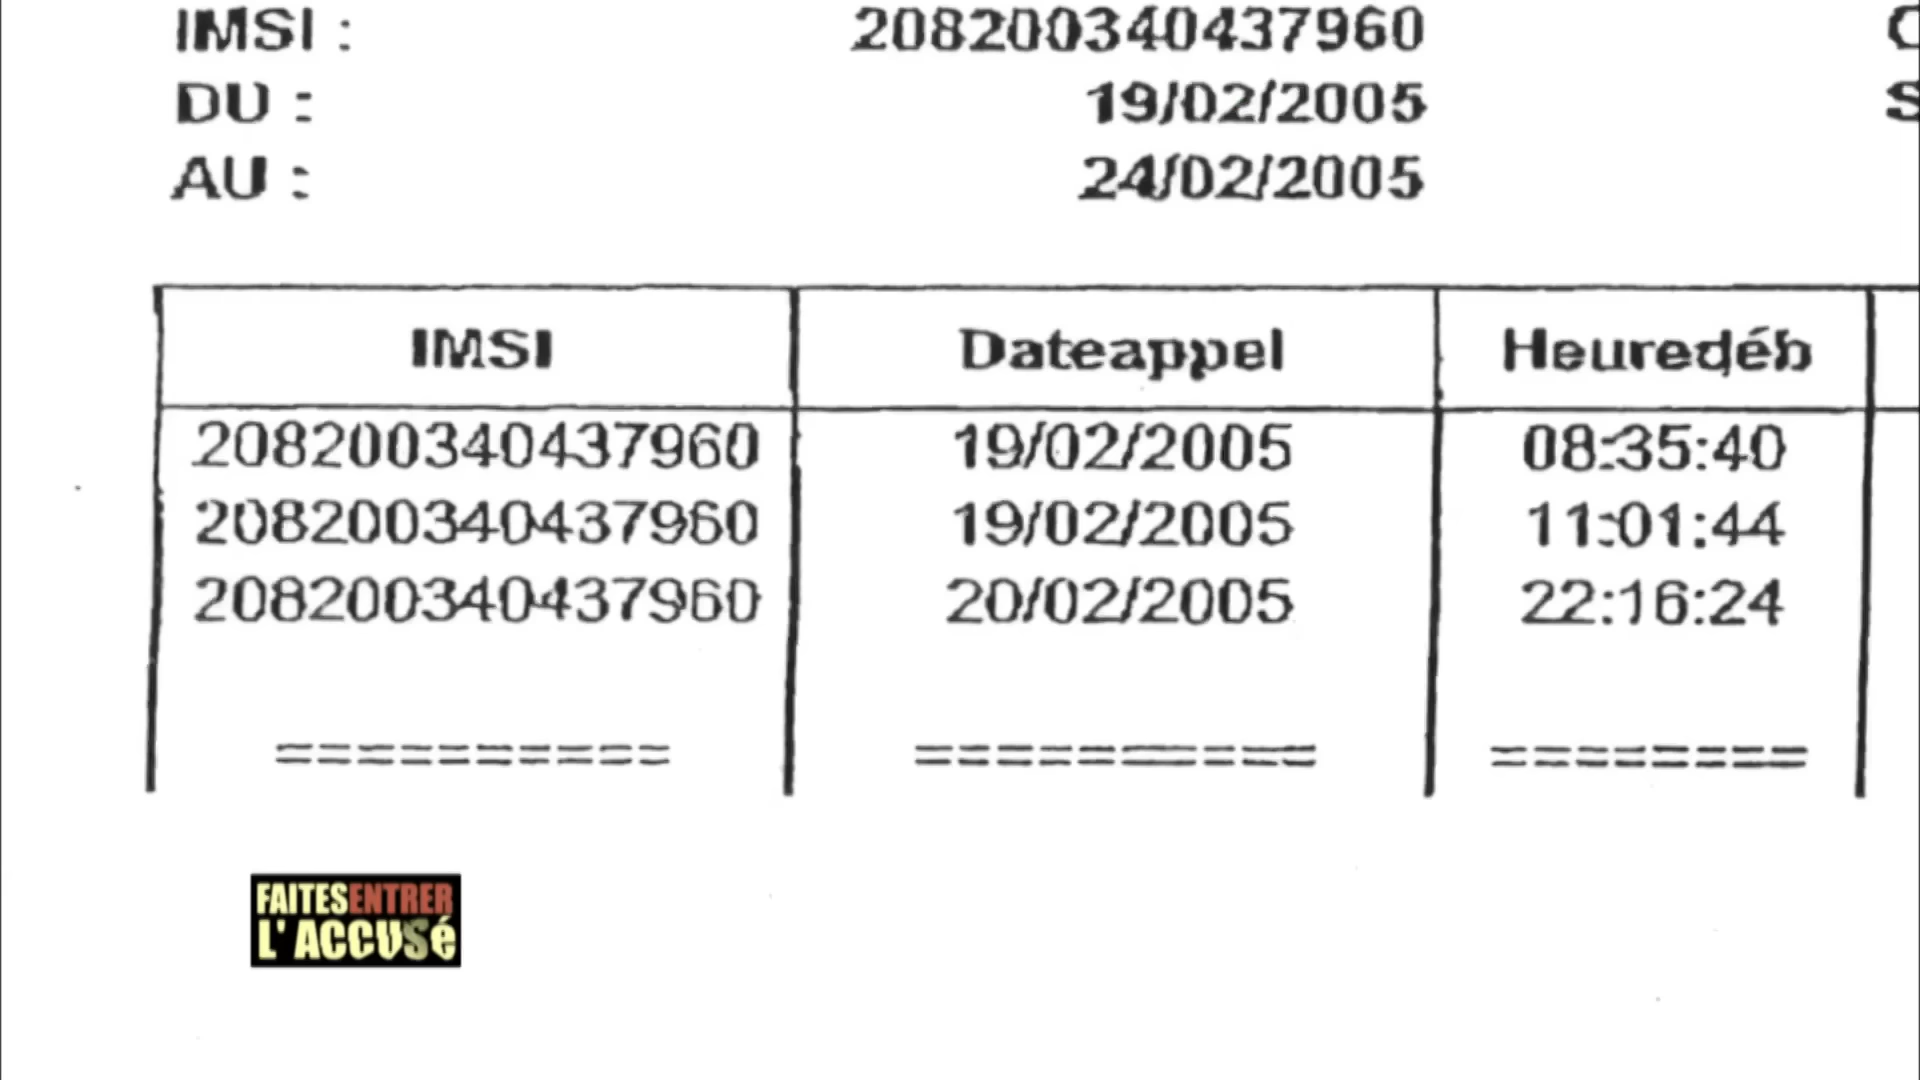 IMSI : 208200340437960
DU : 19/02/2005
AU : 24/02/2005
IMSI Dateappel Heuredéb
208200340437960 19/02/2005 08:35:40
208200340437960 19/02/2005 11:01:44
208200340437960 20/02/2005 22:16:24
========== ========== ========
FAITES ENTRER
L'ACCUSé